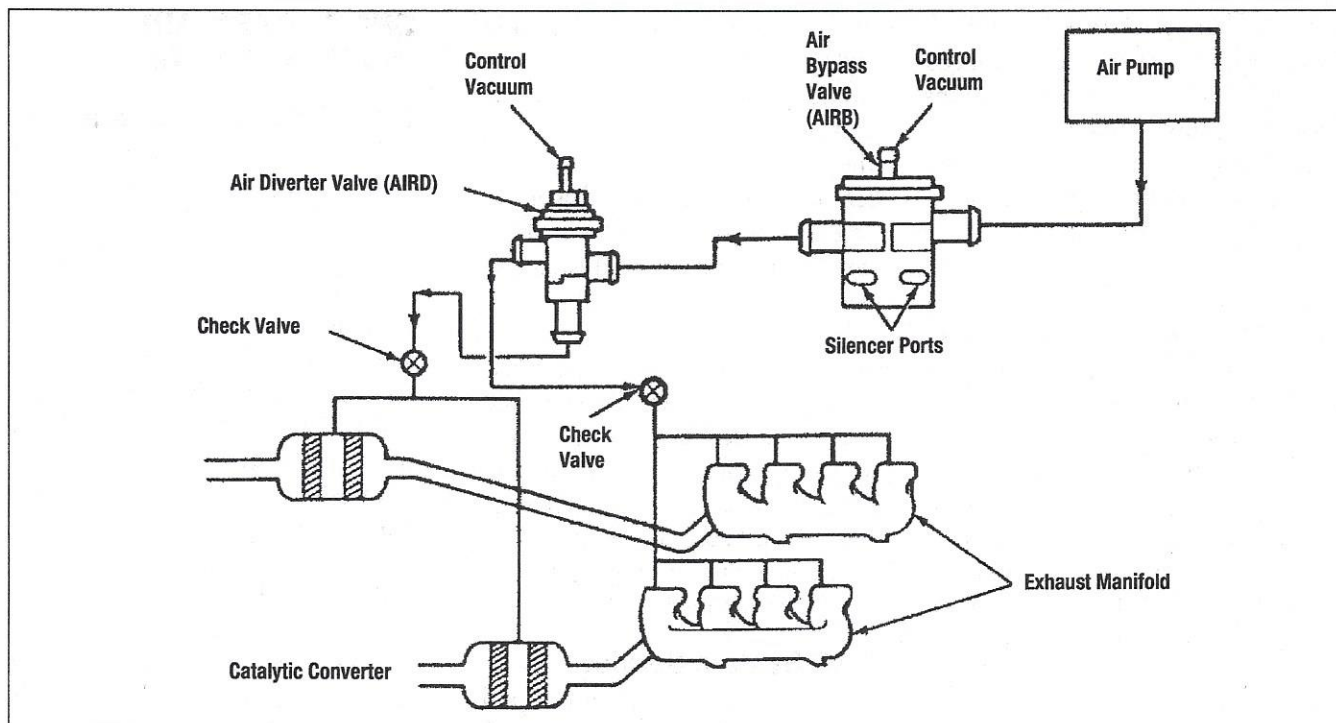 Control
Vacuum
Air
Bypass
Valve
(AIRB)
Control
Vacuum
Air Pump
Air Diverter Valve (AIRD)
Check Valve
Silencer Ports
Check
Valve
Exhaust Manifold
Catalytic Converter